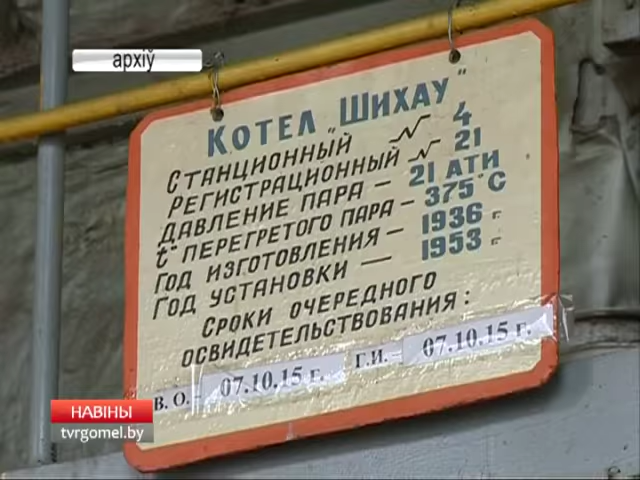 архіў
КОТЕЛ „ШИХАУ"
СТАНЦИОННЫЙ № 4
РЕГИСТРАЦИОННЫЙ № 21
ДАВЛЕНИЕ ПАРА – 21 АТИ
t° ПЕРЕГРЕТОГО ПАРА – 375°С
ГОД ИЗГОТОВЛЕНИЯ – 1936 г.
ГОД УСТАНОВКИ — 1953 г.
СРОКИ ОЧЕРЕДНОГО
ОСВИДЕТЕЛЬСТВОВАНИЯ:
В. О. – 07.10.15 г. Г.И. – 07.10.15 г.
НАВІНЫ
tvrgomel.by